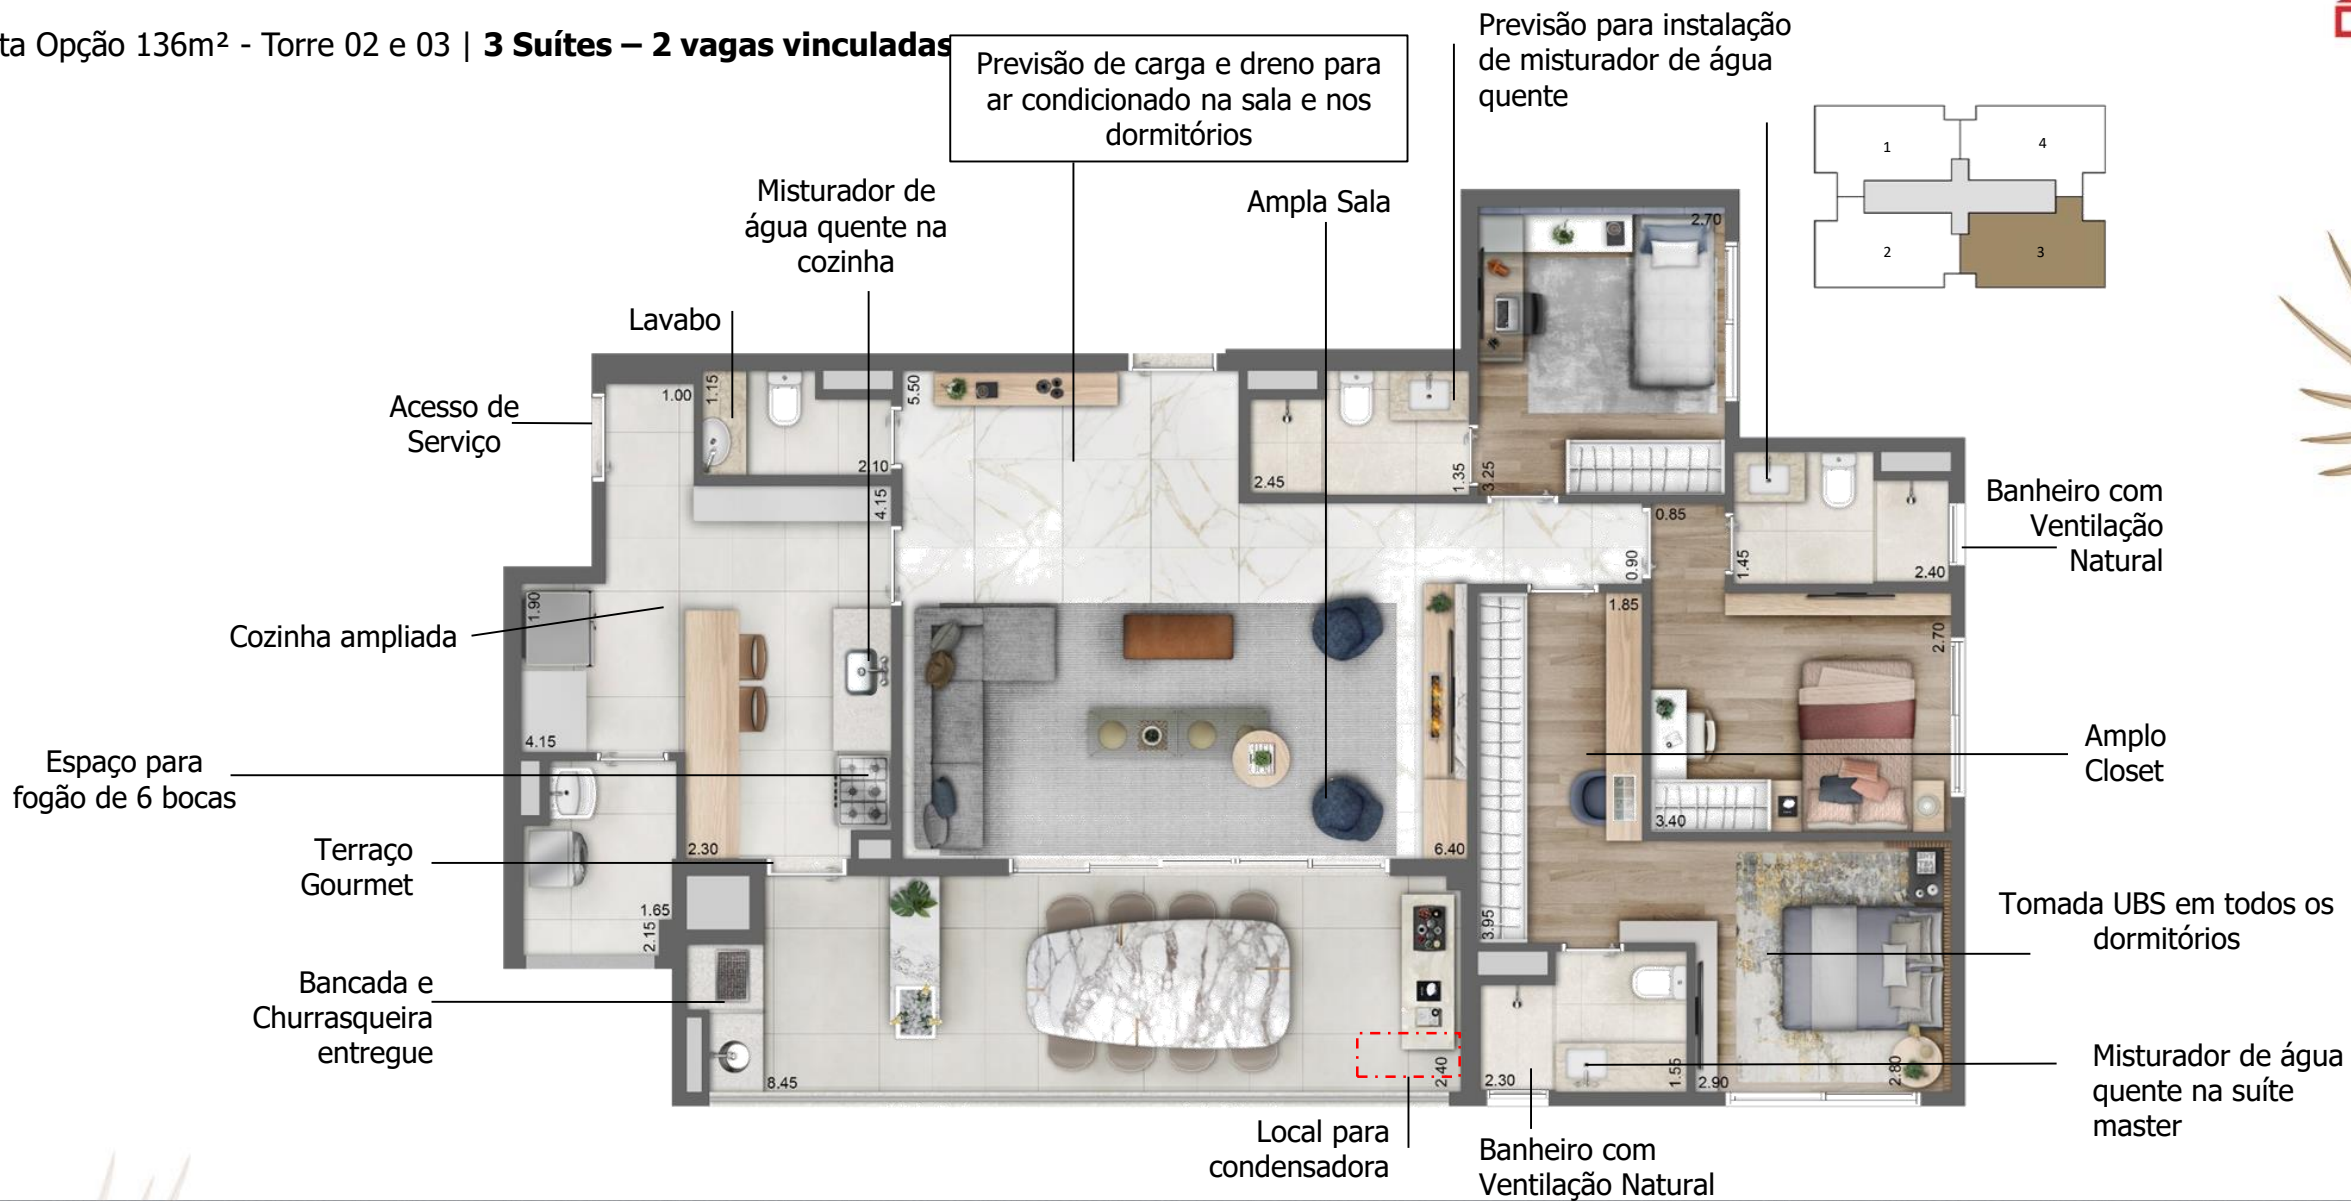 ta Opção 136m² - Torre 02 e 03 | 3 Suítes – 2 vagas vinculadas
Previsão de carga e dreno para
ar condicionado na sala e nos
dormitórios
Previsão para instalação
de misturador de água
quente
1
4
2
3
Misturador de
água quente na
cozinha
Ampla Sala
Lavabo
Acesso de
Serviço
Cozinha ampliada
Espaço para
fogão de 6 bocas
Terraço
Gourmet
Bancada e
Churrasqueira
entregue
Banheiro com
Ventilação
Natural
Amplo
Closet
Tomada UBS em todos os
dormitórios
Misturador de água
quente na suíte
master
Local para
condensadora
Banheiro com
Ventilação Natural
2.70
1.00
1.15
5.50
2.10
4.15
2.45
1.35
3.25
0.85
1.45
2.40
0.90
1.90
1.85
2.70
4.15
3.40
2.30
6.40
1.65
2.15
3.95
8.45
2.40
2.30
1.55
2.90
2.80